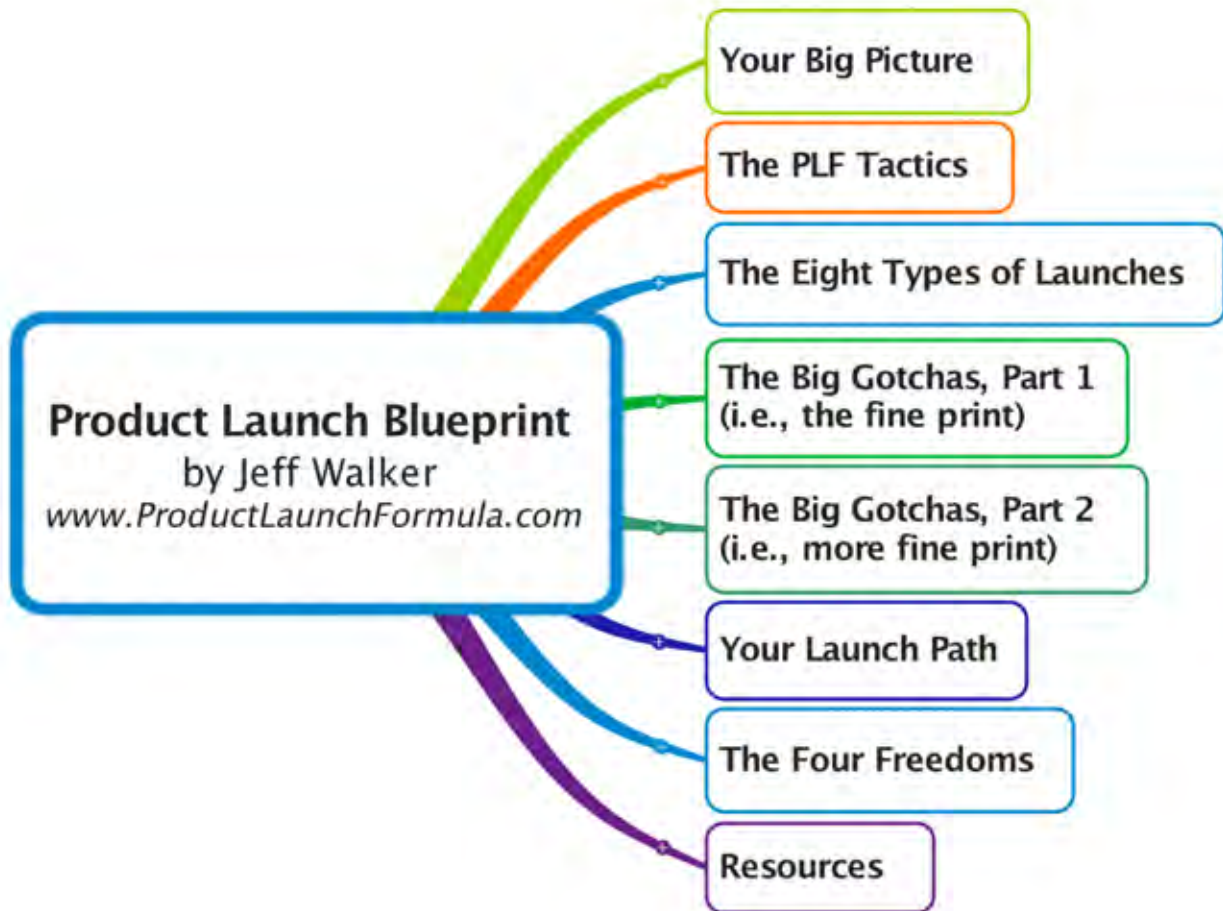 Your Big Picture
The PLF Tactics
The Eight Types of Launches
The Big Gotchas, Part 1
(i.e., the fine print)
Product Launch Blueprint
by Jeff Walker
www.ProductLaunchFormula.com
The Big Gotchas, Part 2
(i.e., more fine print)
Your Launch Path
The Four Freedoms
Resources